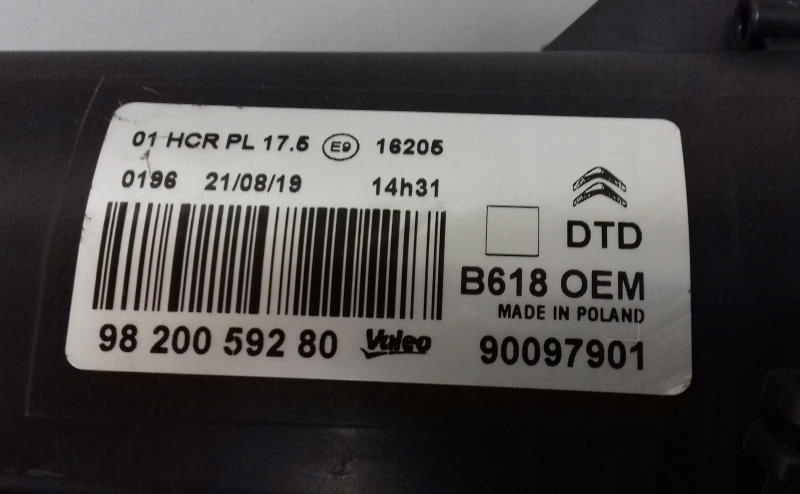 01 HCR PL 17.5 E9 16205
0196 21/08/19 14h31
DTD
B618 OEM
MADE IN POLAND
98 200 592 80 Valeo 90097901